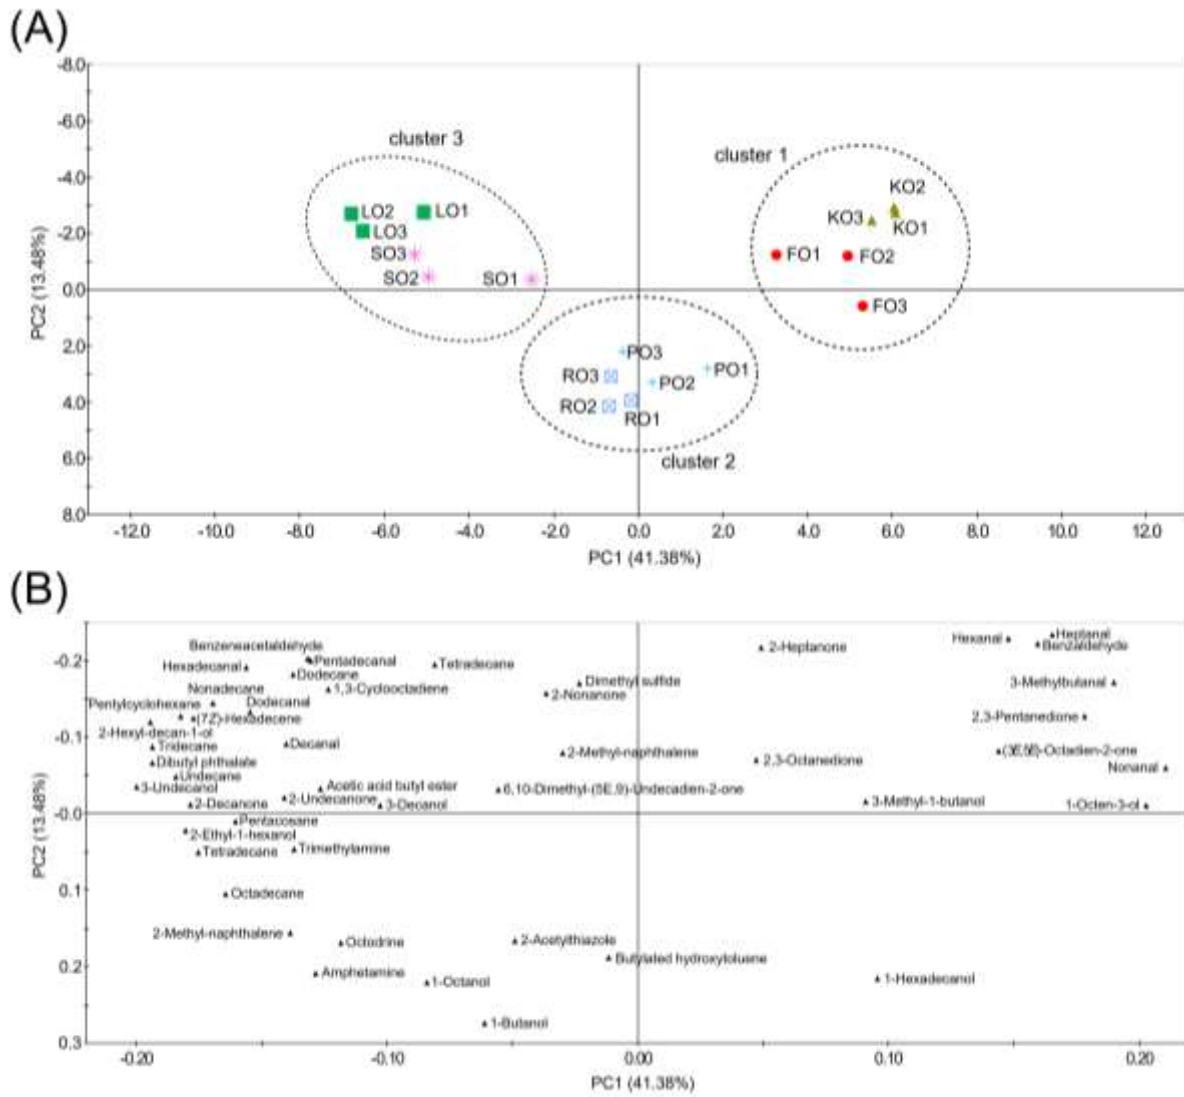 (A)
-8.0
-6.0
cluster 3
cluster 1
-4.0
KO2
LO2
LO1
KO3
KO1
-2.0
LO3
SO3
FO1
FO2
SO2
SO1
0.0
FO3
PC2 (13.48%)
2.0
PO3
PO1
RO3
PO2
4.0
RO2
RO1
cluster 2
6.0
8.0
-12.0 -10.0 -8.0 -6.0 -4.0 -2.0 0.0 2.0 4.0 6.0 8.0 10.0 12.0
PC1 (41.38%)
(B)
Benzeneacetaldehyde
Hexanal
Heptanal
2-Heptanone
Benzaldehyde
-0.2
Pentadecanal
Tetradecane
Hexadecanal
Dodecane
Dimethyl sulfide
3-Methylbutanal
Nonadecane
1,3-Cyclooctadiene
2-Nonanone
Pentylcyclohexane
Dodecanal
2,3-Pentanedione
(7Z)-Hexadecene
2-Hexyl-decan-1-ol
-0.1
Tridecane
Decanal
2-Methyl-naphthalene
(3E,5E)-Octadien-2-one
Dibutyl phthalate
2,3-Octanedione
Nonanal
Undecane
3-Undecanol
Acetic acid butyl ester
6,10-Dimethyl-(5E,9)-Undecadien-2-one
2-Decanone
2-Undecanone
3-Decanol
3-Methyl-1-butanol
1-Octen-3-ol
-0.0
Pentacosane
2-Ethyl-1-hexanol
PC2 (13.48%)
Tetradecane
Trimethylamine
0.1
Octadecane
2-Methyl-naphthalene
Octodrine
2-Acetylthiazole
Butylated hydroxytoluene
0.2
Amphetamine
1-Octanol
1-Hexadecanol
1-Butanol
0.3
-0.20 -0.10 0.00 0.10 0.20
PC1 (41.38%)